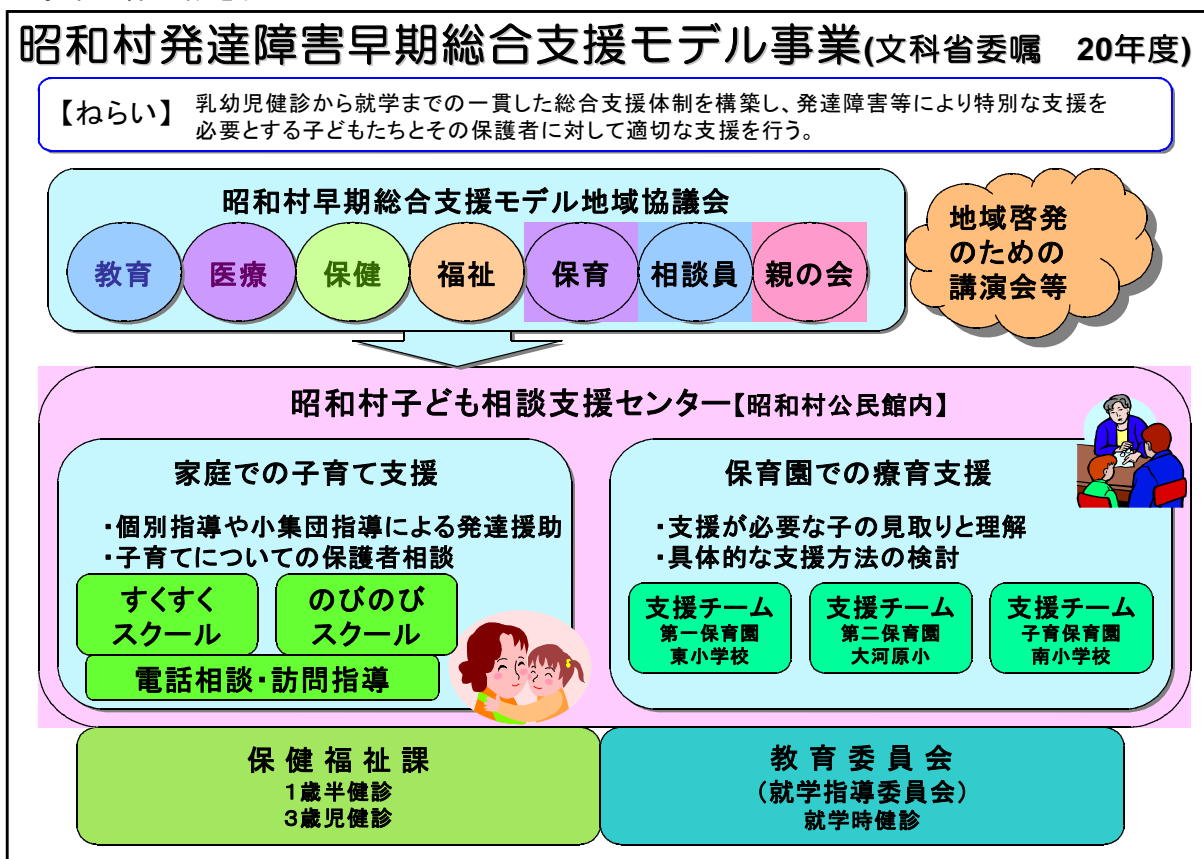 昭和村発達障害早期総合支援モデル事業(文科省委嘱　20年度)
【ねらい】 乳幼児健診から就学までの一貫した総合支援体制を構築し、発達障害等により特別な支援を
必要とする子どもたちとその保護者に対して適切な支援を行う。
昭和村早期総合支援モデル地域協議会
教育 医療 保健 福祉 保育 相談員 親の会
地域啓発
のための
講演会等
昭和村子ども相談支援センター【昭和村公民館内】
家庭での子育て支援
・個別指導や小集団指導による発達援助
・子育てについての保護者相談
すくすく
スクール
のびのび
スクール
電話相談・訪問指導
保育園での療育支援
・支援が必要な子の見取りと理解
・具体的な支援方法の検討
支援チーム
第一保育園
東小学校
支援チーム
第二保育園
大河原小
支援チーム
子育保育園
南小学校
保健福祉課
1歳半健診
3歳児健診
教育委員会
(就学指導委員会)
就学時健診